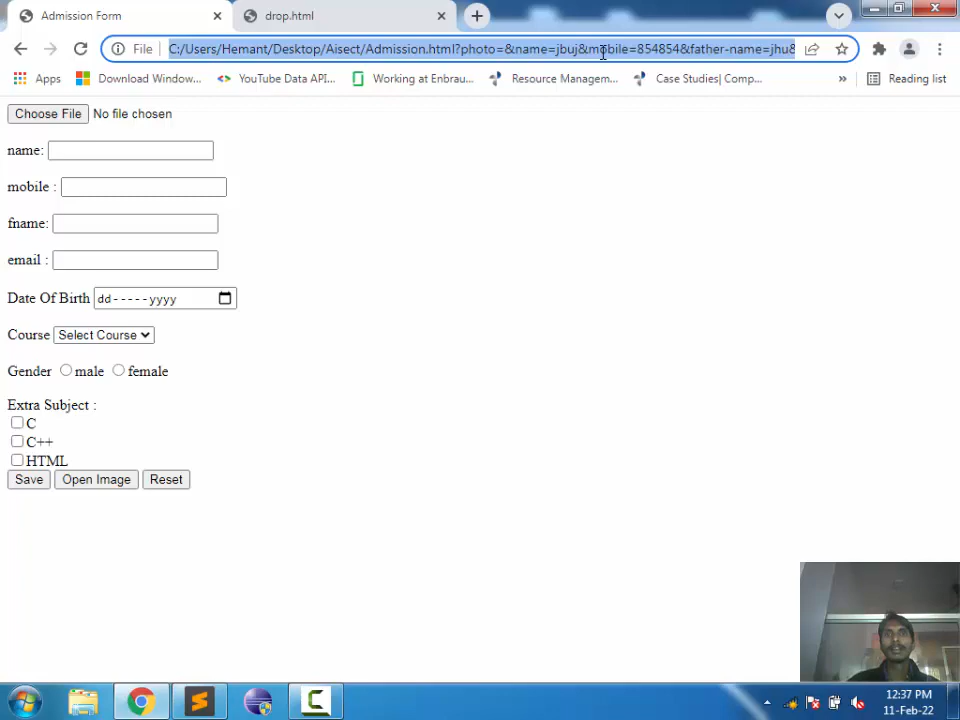 Admission Form
drop.html
File
C:/Users/Hemant/Desktop/Aisect/Admission.html?photo=&name=jbuj&mobile=854854&father-name=jhu&
Apps
Download Window...
YouTube Data API...
Working at Enbrau...
Resource Managem...
Case Studies| Comp...
»
Reading list
Choose File No file chosen
name:
mobile :
fname:
email :
Date Of Birth dd-----yyyy
Course Select Course
Gender male female
Extra Subject :
C
C++
HTML
Save Open Image Reset
12:37 PM
11-Feb-22